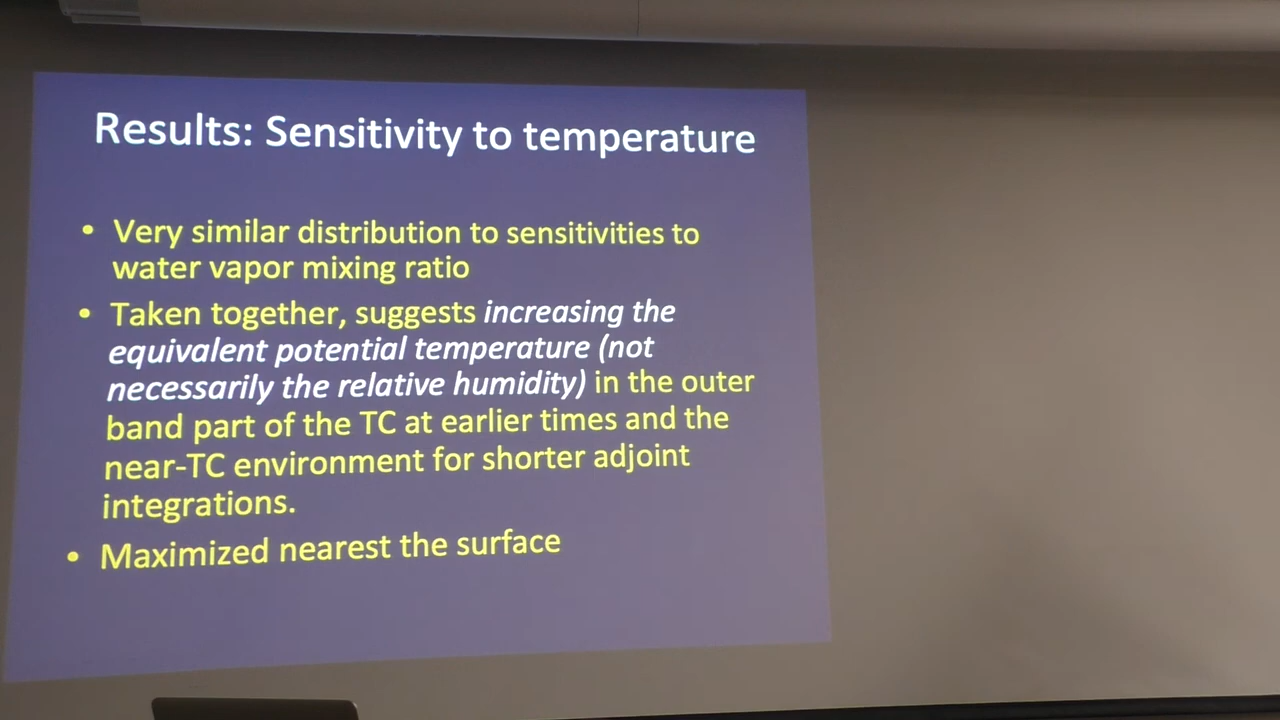 Results: Sensitivity to temperature
• Very similar distribution to sensitivities to
water vapor mixing ratio
• Taken together, suggests increasing the
equivalent potential temperature (not
necessarily the relative humidity) in the outer
band part of the TC at earlier times and the
near-TC environment for shorter adjoint
integrations.
• Maximized nearest the surface